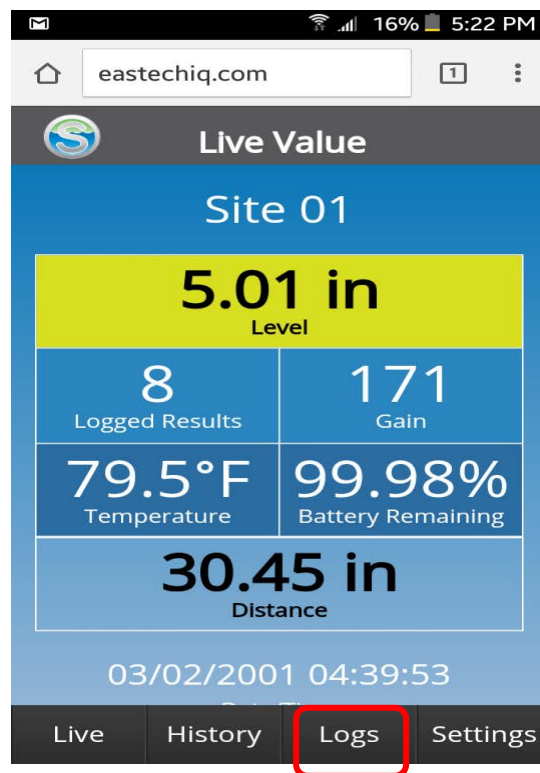 16% 5:22 PM
eastechiq.com 1
S Live Value
Site 01
5.01 in
Level
8 171
Logged Results Gain
79.5°F 99.98%
Temperature Battery Remaining
30.45 in
Distance
03/02/2001 04:39:53
Live History Logs Settings